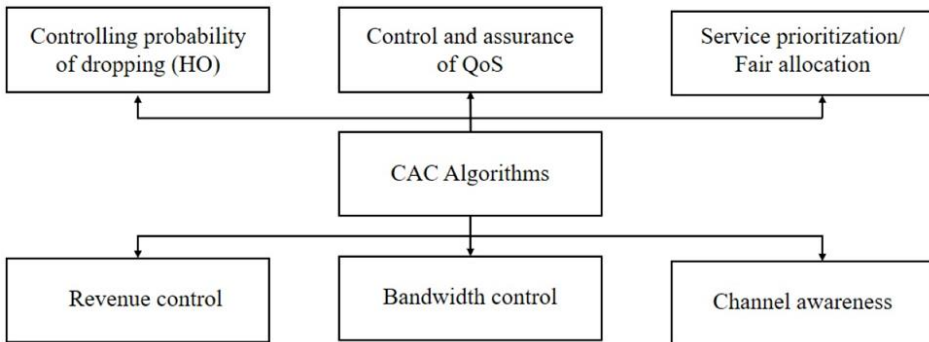 Controlling probability
of dropping (HO)
Control and assurance
of QoS
Service prioritization/
Fair allocation
CAC Algorithms
Revenue control
Bandwidth control
Channel awareness